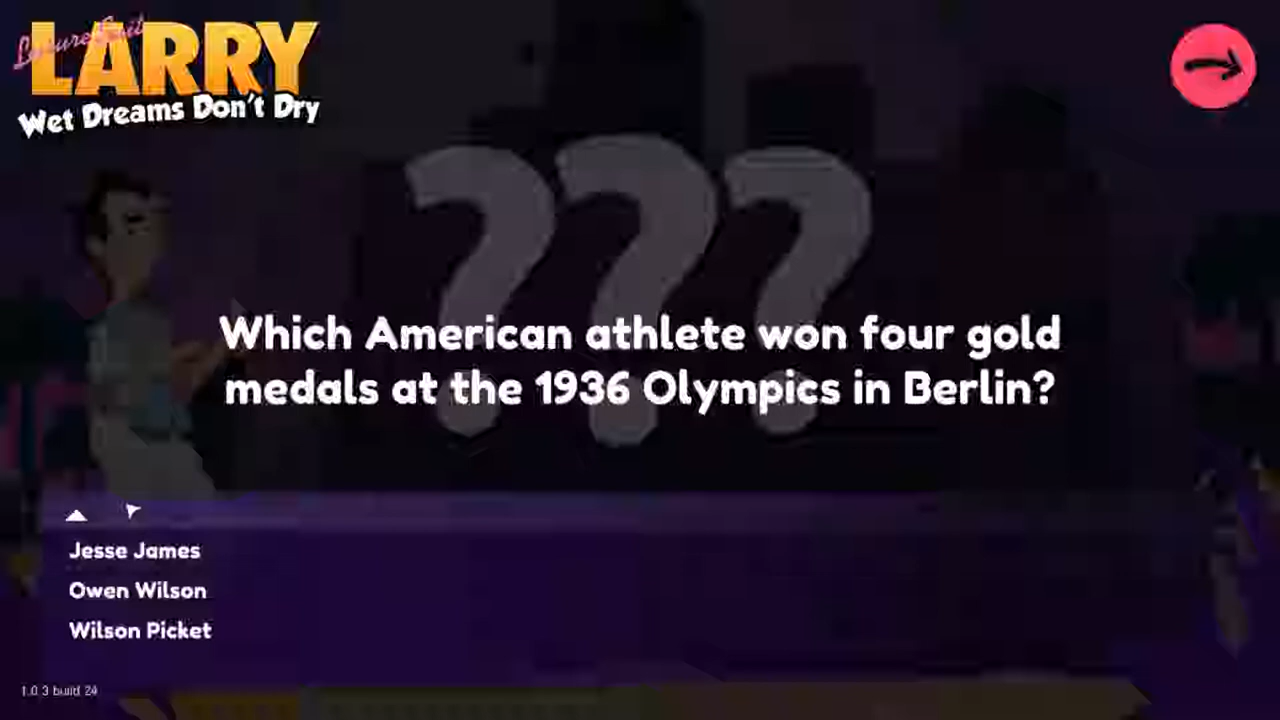 Leisure Suit
LARRY
Wet Dreams Don't Dry
Which American athlete won four gold
medals at the 1936 Olympics in Berlin?
Jesse James
Owen Wilson
Wilson Picket
1.0.3 build 24